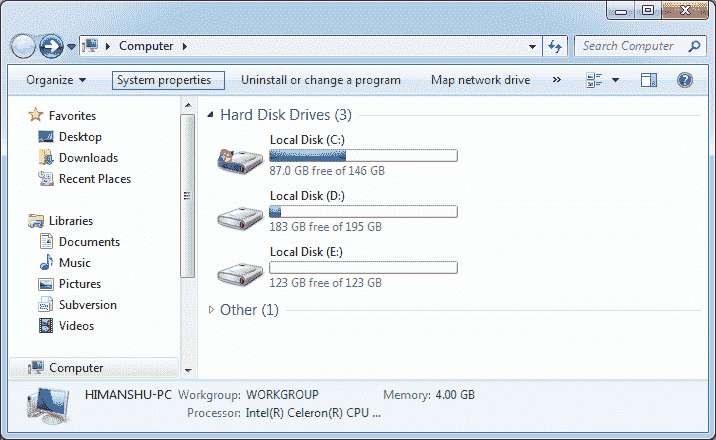 Computer
Search Computer
Organize System properties Uninstall or change a program Map network drive »
Favorites
Desktop
Downloads
Recent Places
Libraries
Documents
Music
Pictures
Subversion
Videos
Computer
Hard Disk Drives (3)
Local Disk (C:)
87.0 GB free of 146 GB
Local Disk (D:)
183 GB free of 195 GB
Local Disk (E:)
123 GB free of 123 GB
Other (1)
HIMANSHU-PC Workgroup: WORKGROUP Memory: 4.00 GB
Processor: Intel(R) Celeron(R) CPU ...